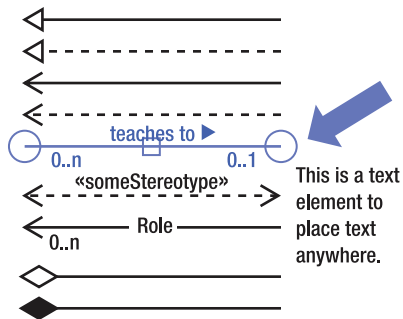 teaches to ▶
0..n
0..1
«someStereotype»
This is a text
element to
place text
anywhere.
Role
0..n